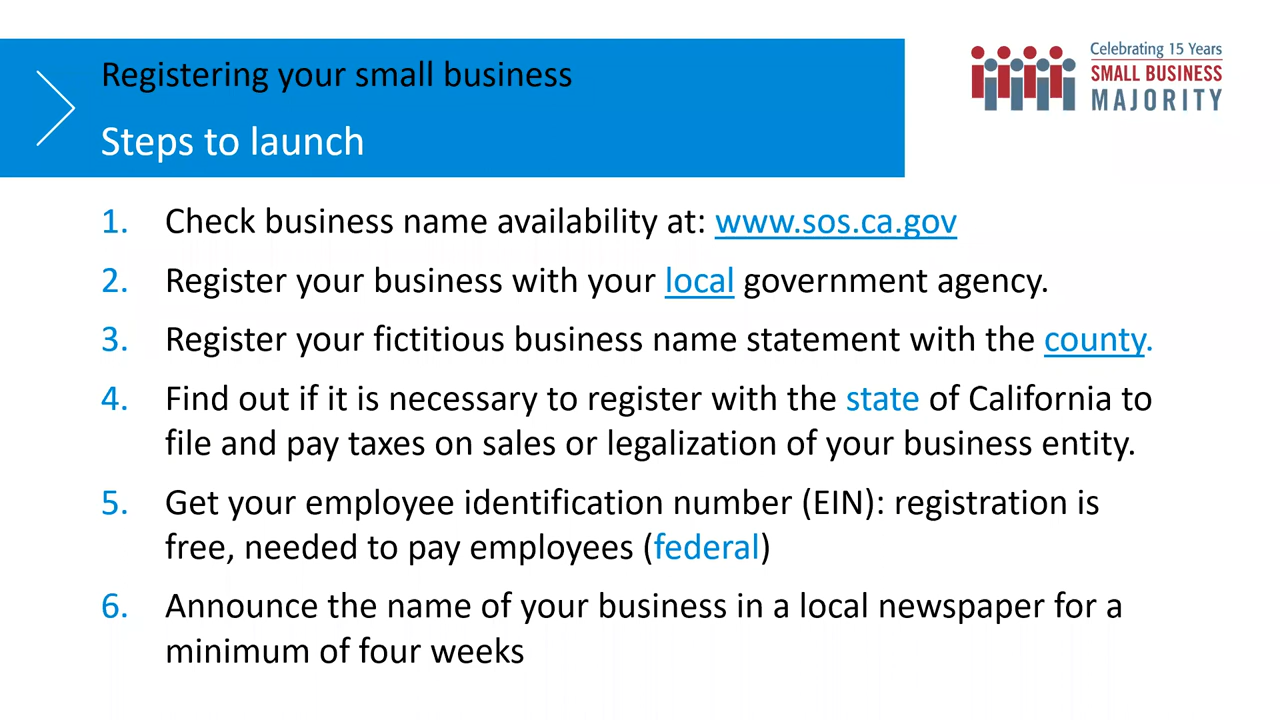 Registering your small business
Steps to launch
Celebrating 15 Years
SMALL BUSINESS
MAJORITY
1. Check business name availability at: www.sos.ca.gov
2. Register your business with your local government agency.
3. Register your fictitious business name statement with the county.
4. Find out if it is necessary to register with the state of California to
file and pay taxes on sales or legalization of your business entity.
5. Get your employee identification number (EIN): registration is
free, needed to pay employees (federal)
6. Announce the name of your business in a local newspaper for a
minimum of four weeks